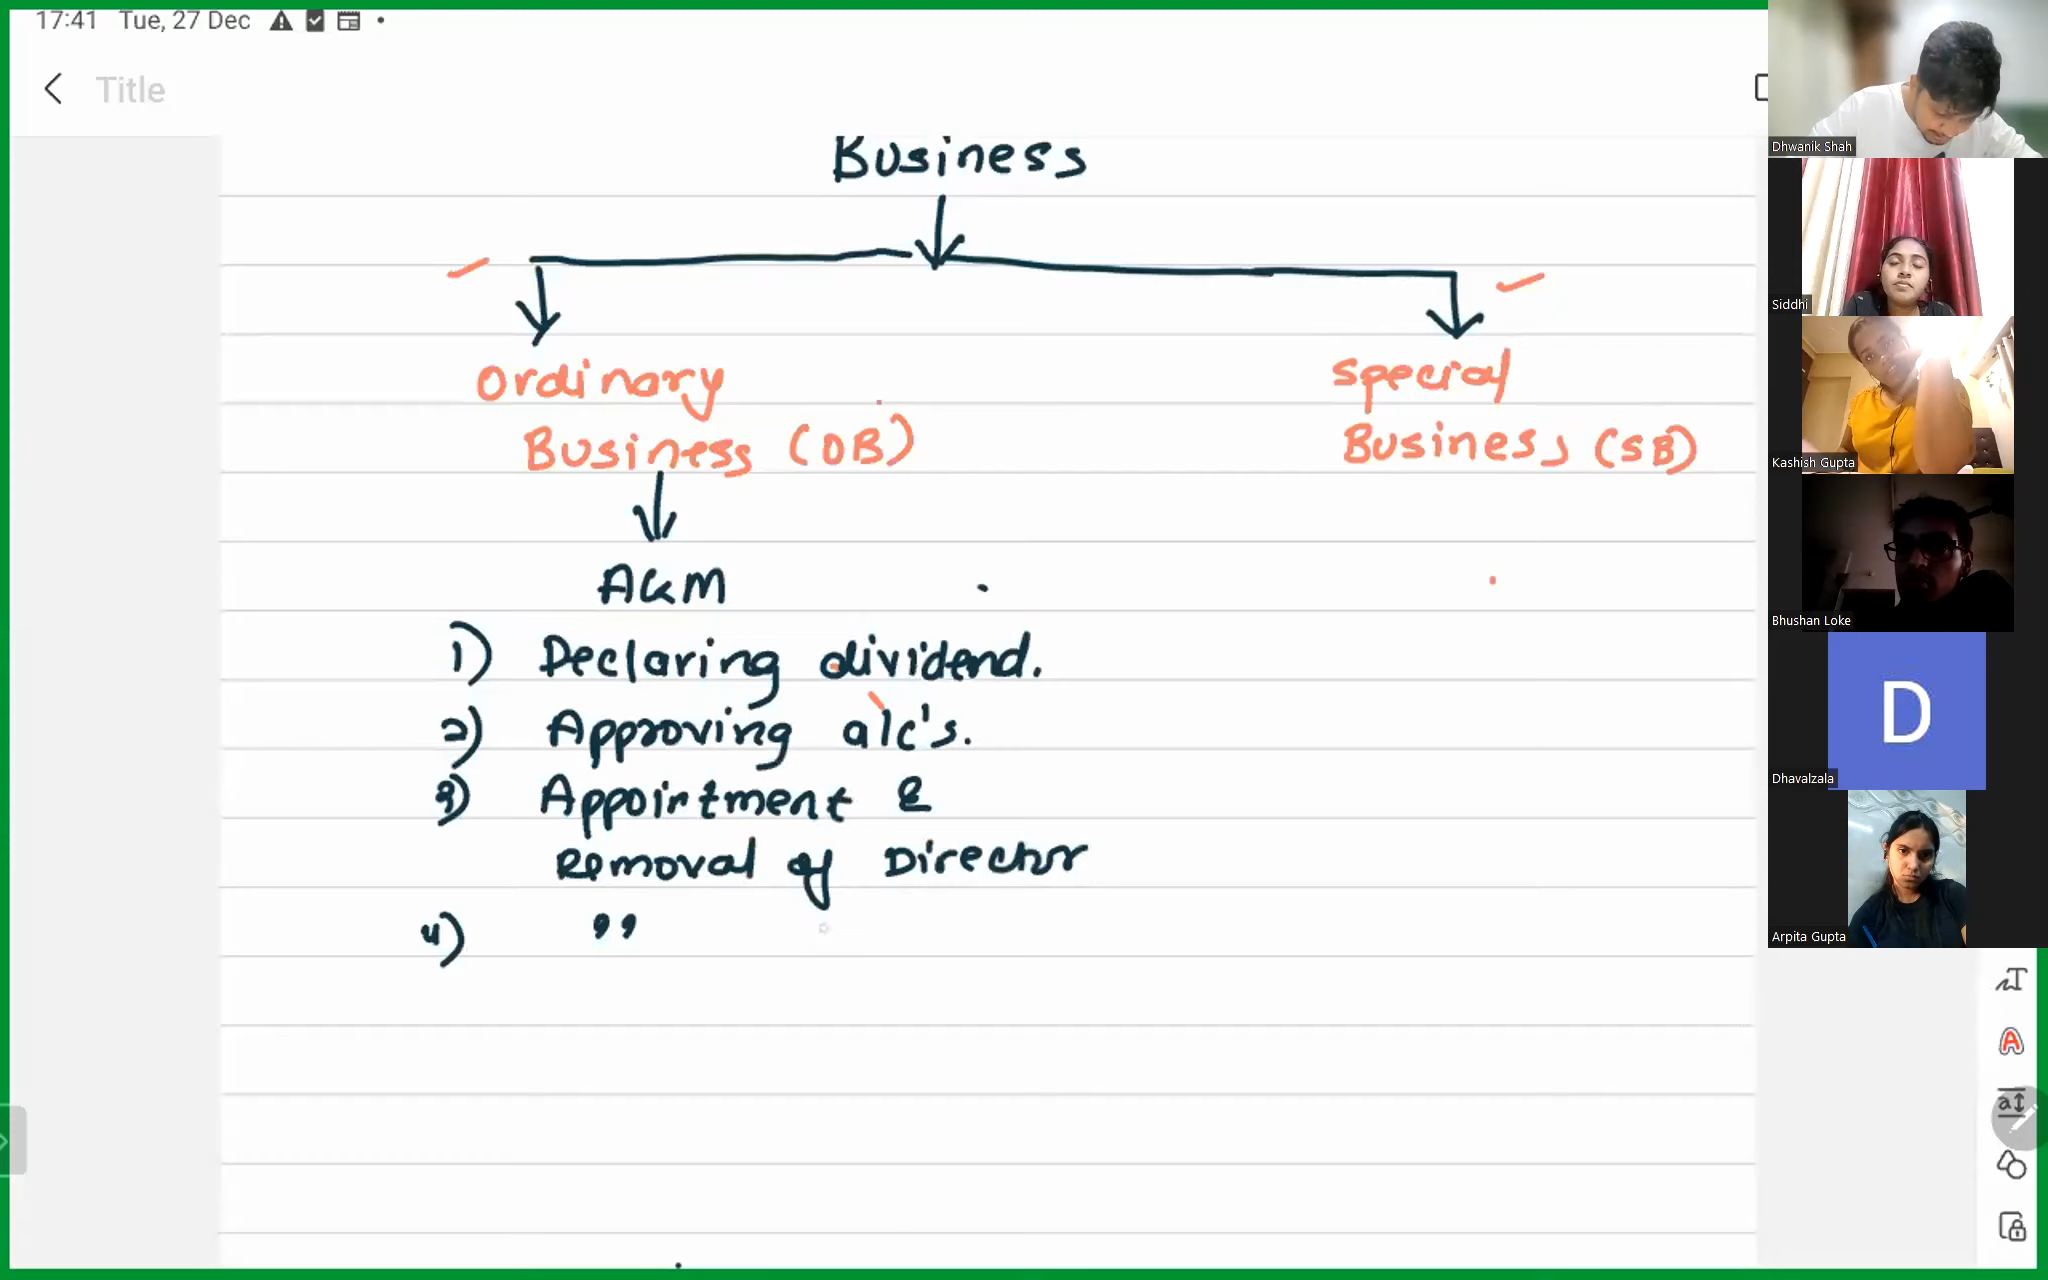 17:41 Tue, 27 Dec
Title
Business
Ordinary
Business (OB)
Special
Business (SB)
AGM
1) Declaring dividend.
2) Approving a/c's.
3) Appointment &
Removal of Director
4) ,,
Dhwanik Shah
Siddhi
Kashish Gupta
Bhushan Loke
D
Dhavalzala
Arpita Gupta
T
A
a